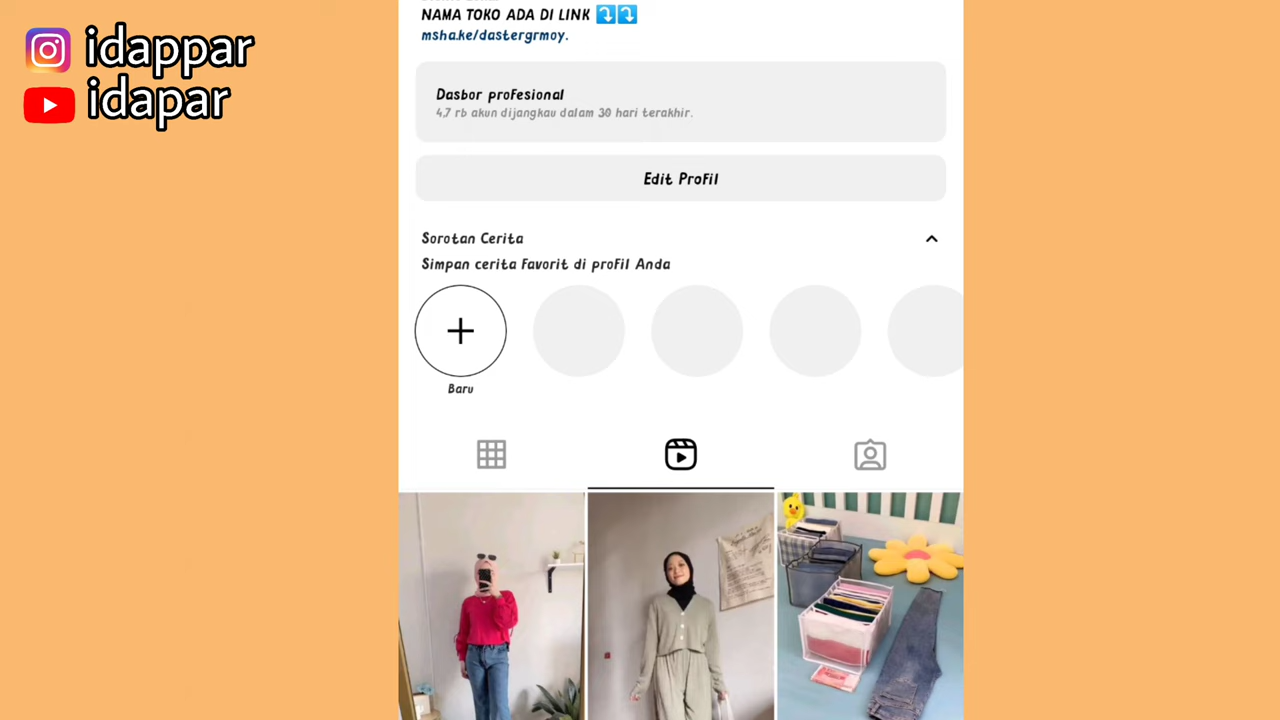 idappar
idapar
NAMA TOKO ADA DI LINK
msha.ke/dastergrmoy.
Dasbor profesional
4,7 rb akun dijangkau dalam 30 hari terakhir.
Edit Profil
Sorotan Cerita
Simpan cerita Favorit di profil Anda
Baru